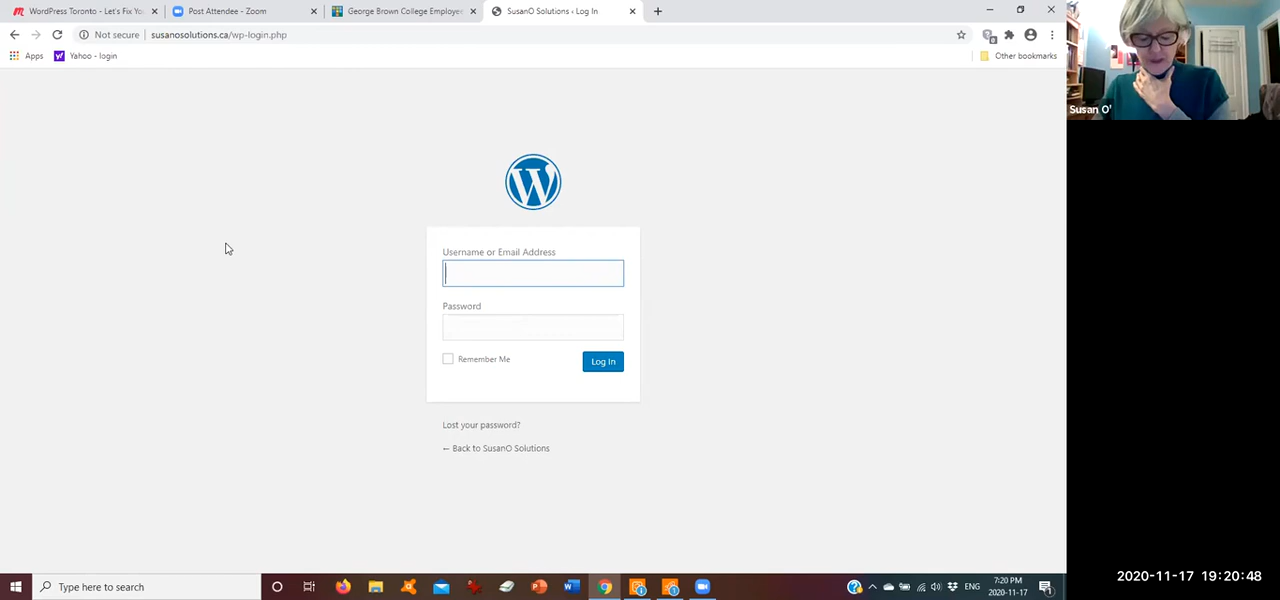 WordPress Toronto - Let's Fix Yo
Post Attendee - Zoom
George Brown College Employee
SusanO Solutions ‹ Log In
Not secure
susanosolutions.ca/wp-login.php
Apps
Yahoo - login
Other bookmarks
Susan O'
Username or Email Address
Password
Remember Me
Log In
Lost your password?
← Back to SusanO Solutions
Type here to search
ENG
7:20 PM
2020-11-17
2020-11-17 19:20:48